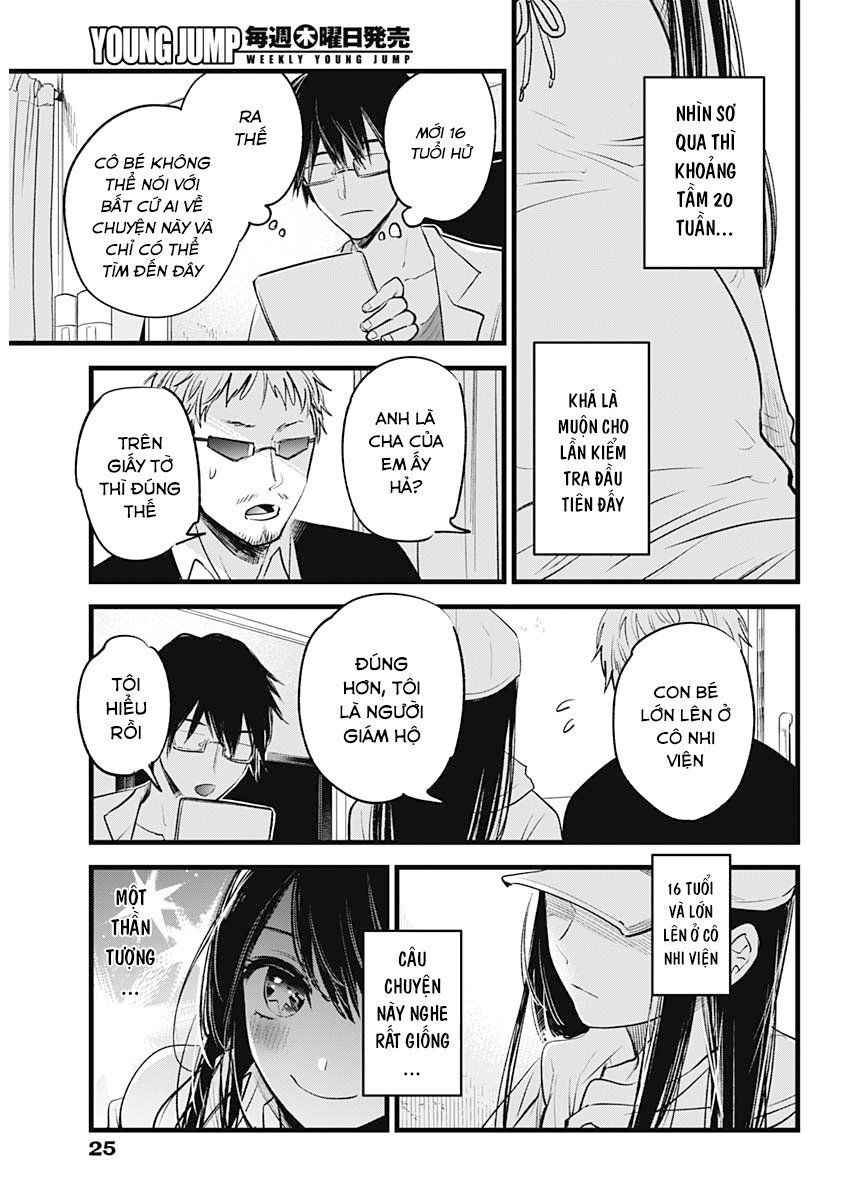 YOUNG JUMP 毎週木曜日発売
WEEKLY YOUNG JUMP
NHÌN SƠ
QUA THÌ
KHOẢNG
TẦM 20
TUẦN...
KHÁ LÀ
MUỘN CHO
LẦN KIỂM
TRA ĐẦU
TIÊN ĐẤY
MỚI 16
TUỔI HỬ
RA
THẾ
CÔ BÉ KHÔNG
THỂ NÓI VỚI
BẤT CỨ AI VỀ
CHUYỆN NÀY VÀ
CHỈ CÓ THỂ
TÌM ĐẾN ĐÂY
ANH LÀ
CHA CỦA
EM ẤY
HẢ?
TRÊN
GIẤY TỜ
THÌ ĐÚNG
THẾ
CON BÉ
LỚN LÊN Ở
CÔ NHI
VIỆN
ĐÚNG
HƠN, TÔI
LÀ NGƯỜI
GIÁM HỘ
TÔI
HIỂU
RỒI
16 TUỔI
VÀ LỚN
LÊN Ở CÔ
NHI VIỆN
CÂU
CHUYỆN
NÀY NGHE
RẤT GIỐNG
...
MỘT
THẦN
TƯỢNG
...
25